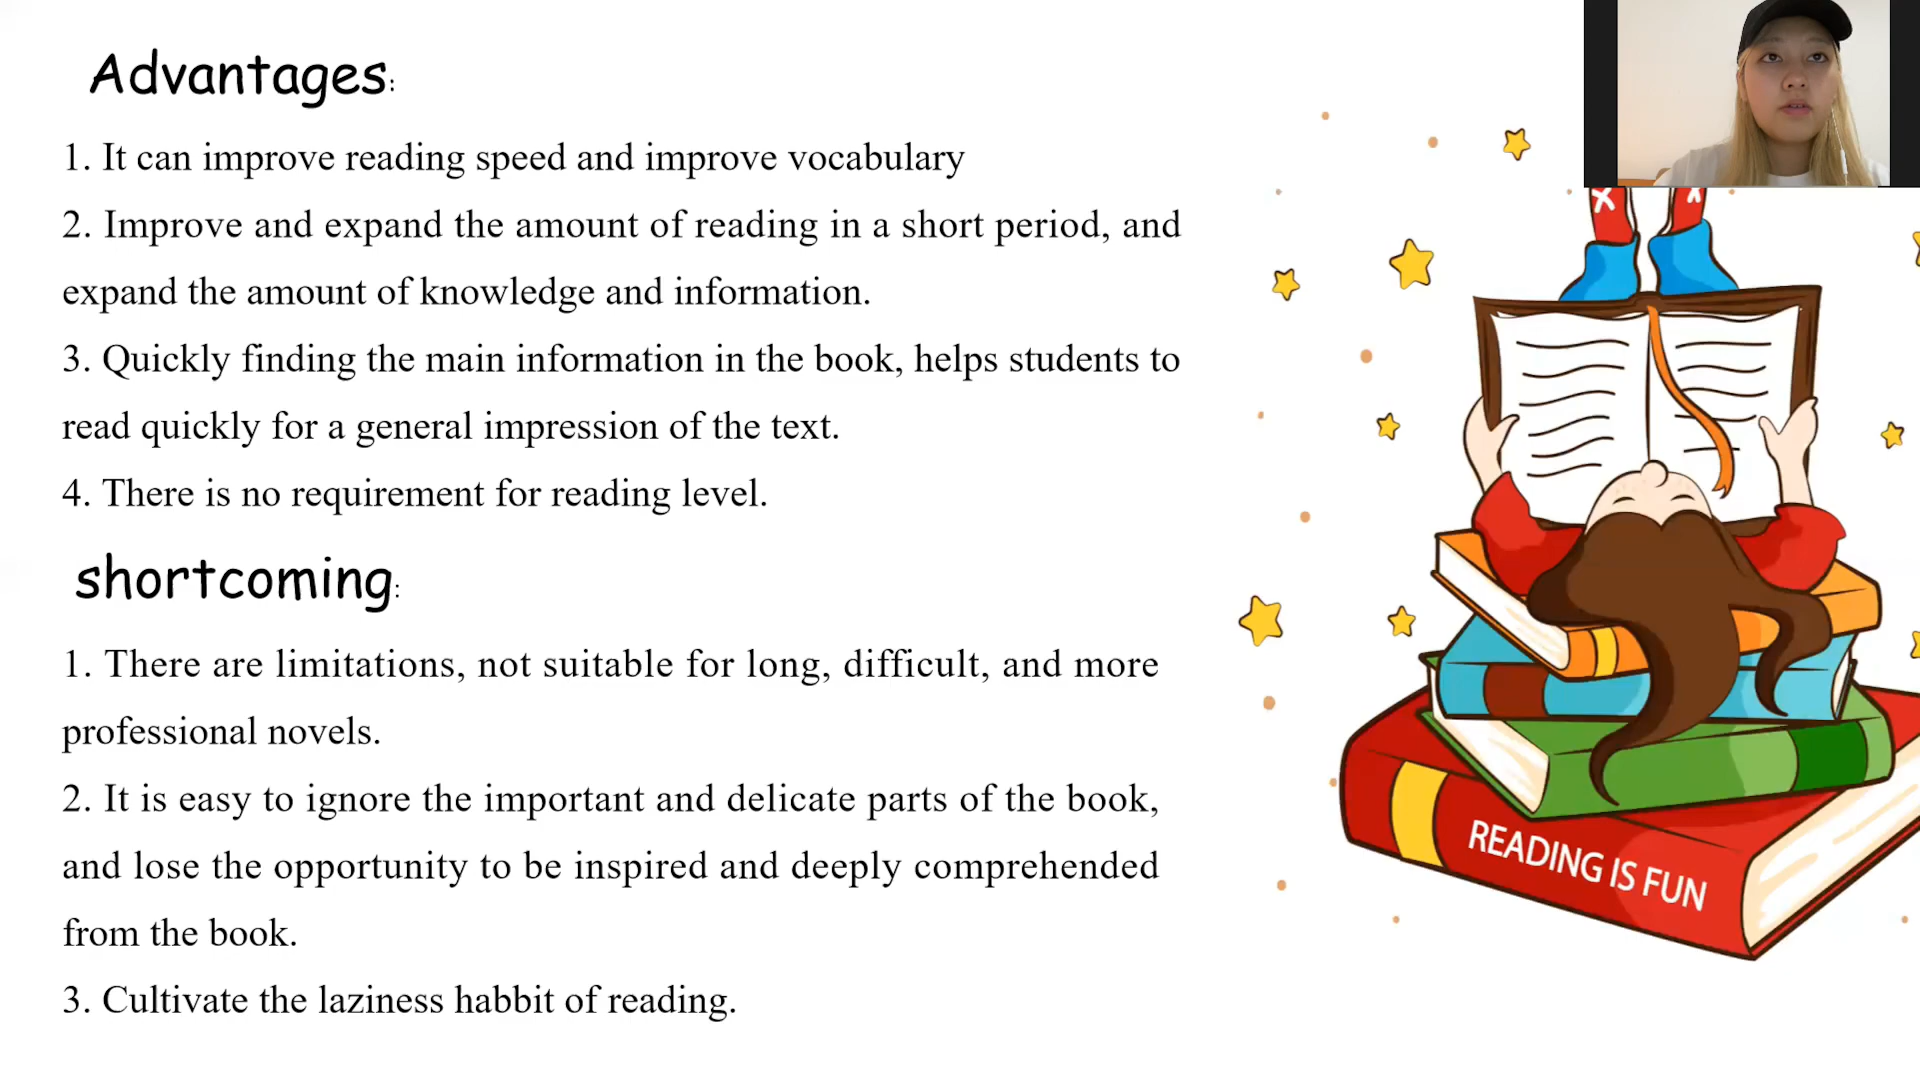 Advantages:
1. It can improve reading speed and improve vocabulary
2. Improve and expand the amount of reading in a short period, and
expand the amount of knowledge and information.
3. Quickly finding the main information in the book, helps students to
read quickly for a general impression of the text.
4. There is no requirement for reading level.
shortcoming:
1. There are limitations, not suitable for long, difficult, and more
professional novels.
2. It is easy to ignore the important and delicate parts of the book,
and lose the opportunity to be inspired and deeply comprehended
from the book.
3. Cultivate the laziness habbit of reading.
READING IS FUN